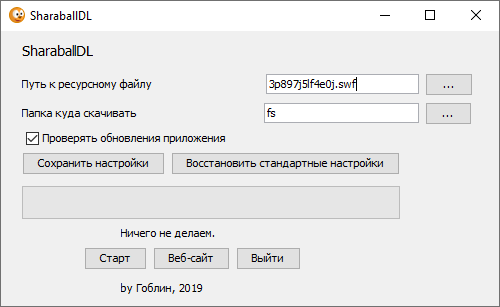 SharaballDL
SharaballDL
Путь к ресурсному файлу 3p897j5lf4e0j.swf ...
Папка куда скачивать fs ...
Проверять обновления приложения
Сохранить настройки Восстановить стандартные настройки
Ничего не делаем.
Старт Веб-сайт Выйти
by Гоблин, 2019